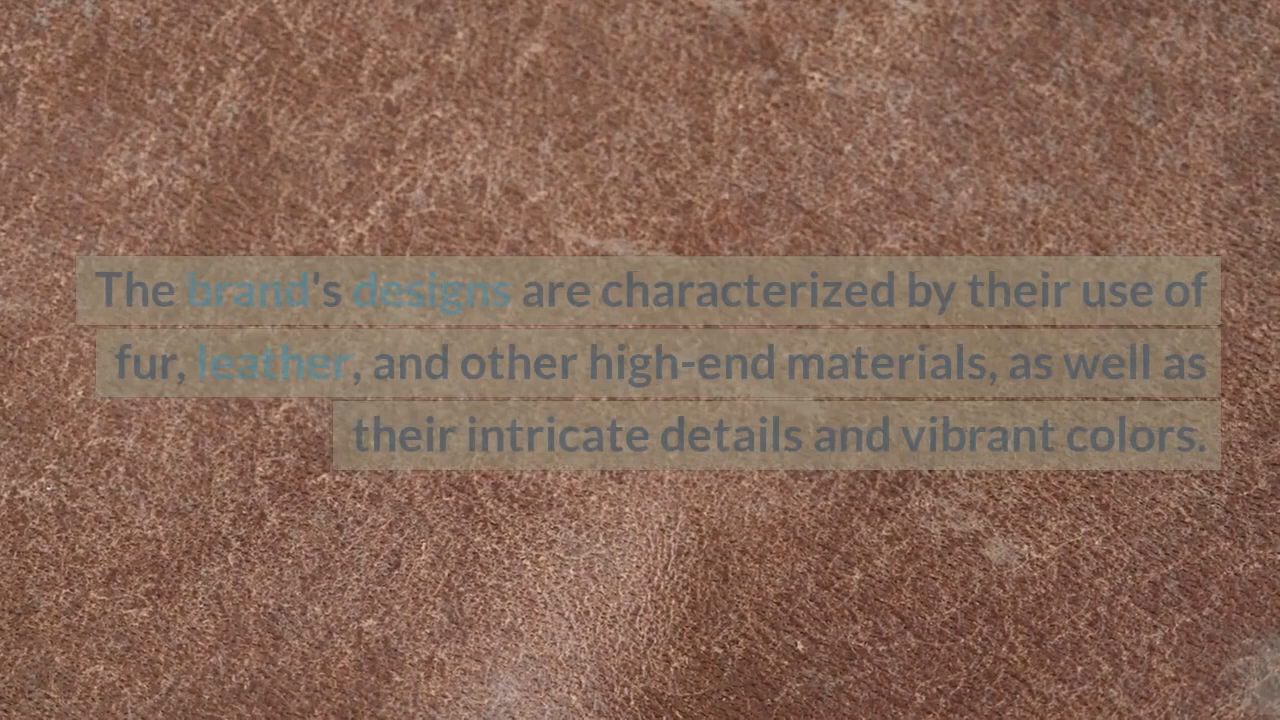 The brand's designs are characterized by their use of
fur, leather, and other high-end materials, as well as
their intricate details and vibrant colors.